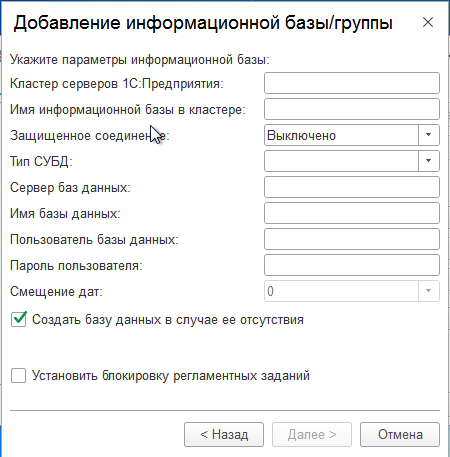 Добавление информационной базы/группы
Укажите параметры информационной базы:
Кластер серверов 1С:Предприятия:
Имя информационной базы в кластере:
Защищенное соединение: Выключено
Тип СУБД:
Сервер баз данных:
Имя базы данных:
Пользователь базы данных:
Пароль пользователя:
Смещение дат: 0
Создать базу данных в случае ее отсутствия
Установить блокировку регламентных заданий
< Назад Далее > Отмена